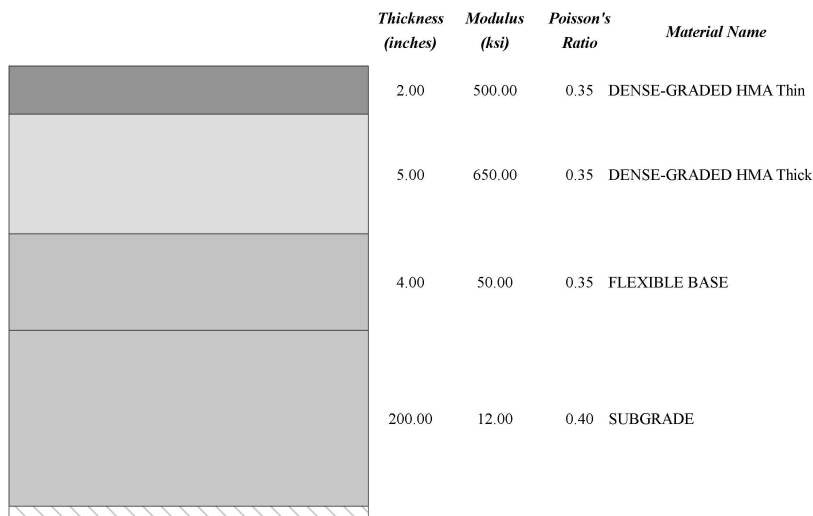 Thickness Modulus Poisson's Material Name
(inches) (ksi) Ratio
2.00 500.00 0.35 DENSE-GRADED HMA Thin
5.00 650.00 0.35 DENSE-GRADED HMA Thick
4.00 50.00 0.35 FLEXIBLE BASE
200.00 12.00 0.40 SUBGRADE